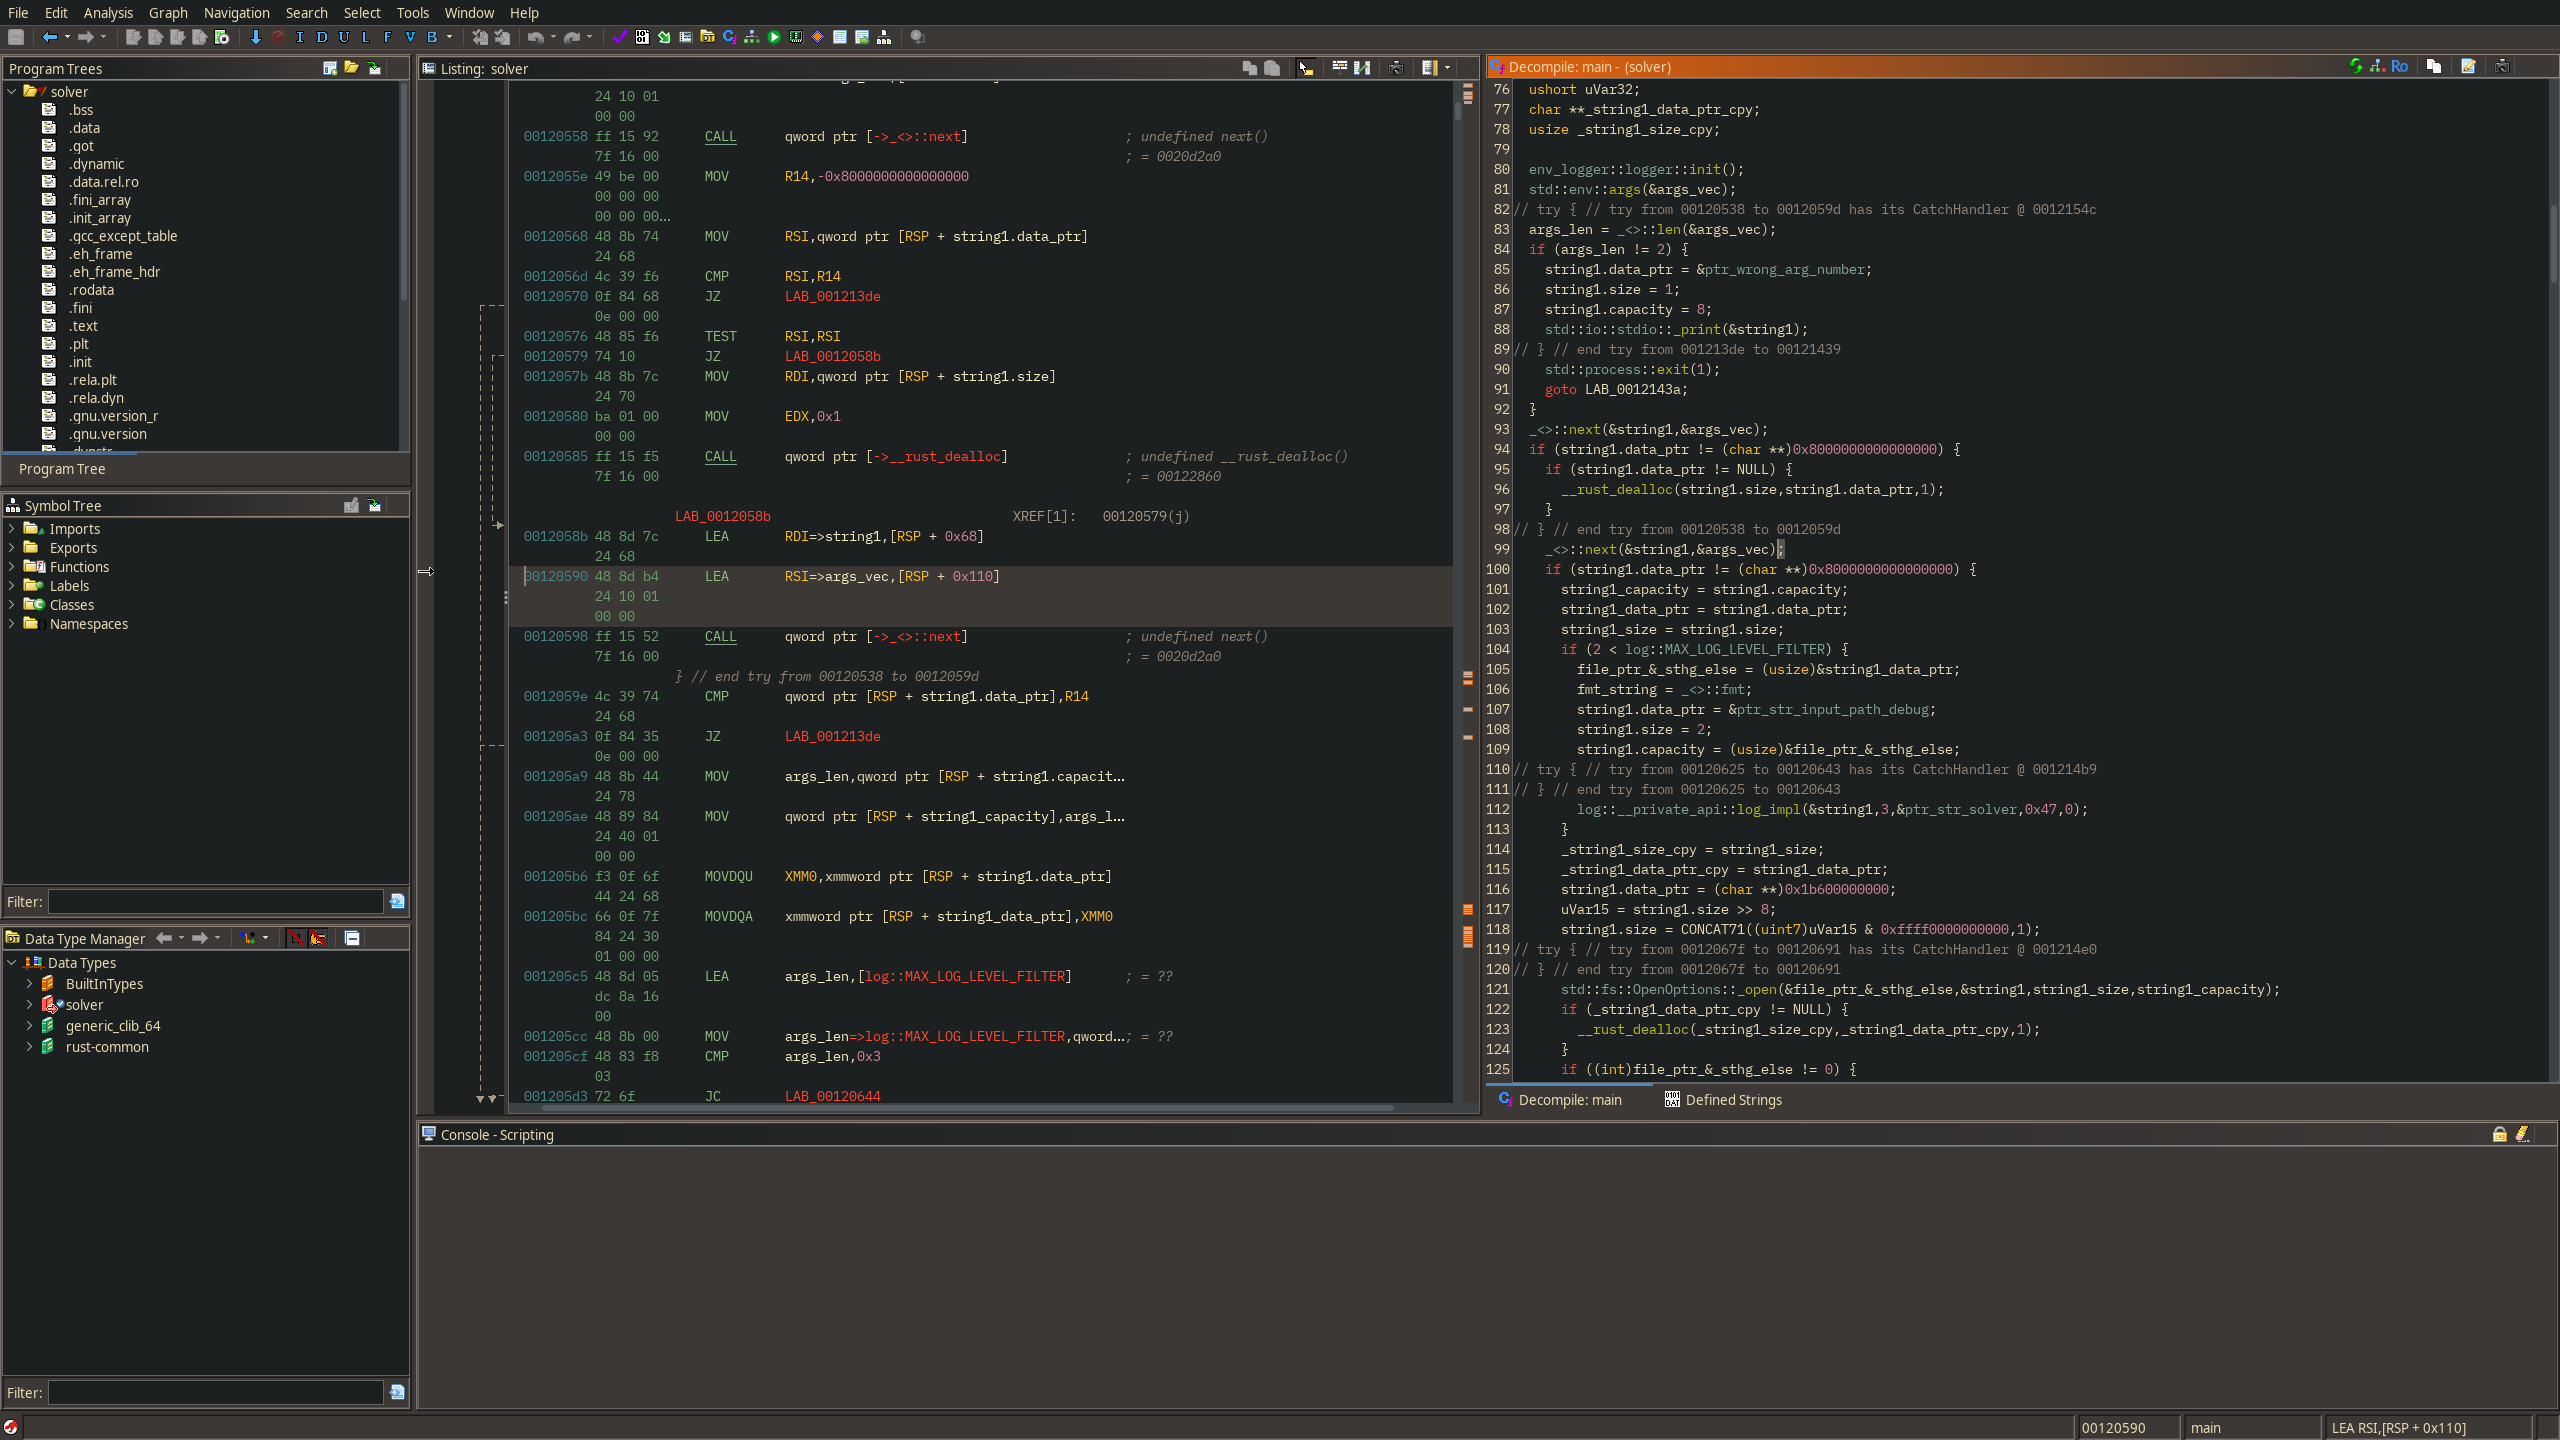 File Edit Analysis Graph Navigation Search Select Tools Window Help
I D U L F V B
Program Trees
solver
.bss
.data
.got
.dynamic
.data.rel.ro
.fini_array
.init_array
.gcc_except_table
.eh_frame
.eh_frame_hdr
.rodata
.fini
.text
.plt
.init
.rela.plt
.rela.dyn
.gnu.version_r
.gnu.version
Program Tree
Symbol Tree
Imports
Exports
Functions
Labels
Classes
Namespaces
Filter:
Data Type Manager
Data Types
BuiltInTypes
solver
generic_clib_64
rust-common
Filter:
Listing: solver
24 10 01
00 00
00120558 ff 15 92 CALL qword ptr [->_<>::next] ; undefined next()
7f 16 00 ; = 0020d2a0
0012055e 49 be 00 MOV R14,-0x8000000000000000
00 00 00
00 00 00...
00120568 48 8b 74 MOV RSI,qword ptr [RSP + string1.data_ptr]
24 68
0012056d 4c 39 f6 CMP RSI,R14
00120570 0f 84 68 JZ LAB_001213de
0e 00 00
00120576 48 85 f6 TEST RSI,RSI
00120579 74 10 JZ LAB_0012058b
0012057b 48 8b 7c MOV RDI,qword ptr [RSP + string1.size]
24 70
00120580 ba 01 00 MOV EDX,0x1
00 00
00120585 ff 15 f5 CALL qword ptr [->__rust_dealloc] ; undefined __rust_dealloc()
7f 16 00 ; = 00122860
LAB_0012058b XREF[1]: 00120579(j)
0012058b 48 8d 7c LEA RDI=>string1,[RSP + 0x68]
24 68
00120590 48 8d b4 LEA RSI=>args_vec,[RSP + 0x110]
24 10 01
00 00
00120598 ff 15 52 CALL qword ptr [->_<>::next] ; undefined next()
7f 16 00 ; = 0020d2a0
} // end try from 00120538 to 0012059d
0012059e 4c 39 74 CMP qword ptr [RSP + string1.data_ptr],R14
24 68
001205a3 0f 84 35 JZ LAB_001213de
0e 00 00
001205a9 48 8b 44 MOV args_len,qword ptr [RSP + string1.capacit...
24 78
001205ae 48 89 84 MOV qword ptr [RSP + string1_capacity],args_l...
24 40 01
00 00
001205b6 f3 0f 6f MOVDQU XMM0,xmmword ptr [RSP + string1.data_ptr]
44 24 68
001205bc 66 0f 7f MOVDQA xmmword ptr [RSP + string1_data_ptr],XMM0
84 24 30
01 00 00
001205c5 48 8d 05 LEA args_len,[log::MAX_LOG_LEVEL_FILTER] ; = ??
dc 8a 16
00
001205cc 48 8b 00 MOV args_len=>log::MAX_LOG_LEVEL_FILTER,qword...; = ??
001205cf 48 83 f8 CMP args_len,0x3
03
001205d3 72 6f JC LAB_00120644
Decompile: main - (solver)
Ro
76 ushort uVar32;
77 char **_string1_data_ptr_cpy;
78 usize _string1_size_cpy;
79
80 env_logger::logger::init();
81 std::env::args(&args_vec);
82 // try { // try from 00120538 to 0012059d has its CatchHandler @ 0012154c
83 args_len = _<>::len(&args_vec);
84 if (args_len != 2) {
85 string1.data_ptr = &ptr_wrong_arg_number;
86 string1.size = 1;
87 string1.capacity = 8;
88 std::io::stdio::_print(&string1);
89 // } // end try from 001213de to 00121439
90 std::process::exit(1);
91 goto LAB_0012143a;
92 }
93 _<>::next(&string1,&args_vec);
94 if (string1.data_ptr != (char **)0x8000000000000000) {
95 if (string1.data_ptr != NULL) {
96 __rust_dealloc(string1.size,string1.data_ptr,1);
97 }
98 // } // end try from 00120538 to 0012059d
99 _<>::next(&string1,&args_vec);
100 if (string1.data_ptr != (char **)0x8000000000000000) {
101 string1_capacity = string1.capacity;
102 string1_data_ptr = string1.data_ptr;
103 string1_size = string1.size;
104 if (2 < log::MAX_LOG_LEVEL_FILTER) {
105 file_ptr_&_sthg_else = (usize)&string1_data_ptr;
106 fmt_string = _<>::fmt;
107 string1.data_ptr = &ptr_str_input_path_debug;
108 string1.size = 2;
109 string1.capacity = (usize)&file_ptr_&_sthg_else;
110 // try { // try from 00120625 to 00120643 has its CatchHandler @ 001214b9
111 // } // end try from 00120625 to 00120643
112 log::__private_api::log_impl(&string1,3,&ptr_str_solver,0x47,0);
113 }
114 _string1_size_cpy = string1_size;
115 _string1_data_ptr_cpy = string1_data_ptr;
116 string1.data_ptr = (char **)0x1b600000000;
117 uVar15 = string1.size >> 8;
118 string1.size = CONCAT71((uint7)uVar15 & 0xffff0000000000,1);
119 // try { // try from 0012067f to 00120691 has its CatchHandler @ 001214e0
120 // } // end try from 0012067f to 00120691
121 std::fs::OpenOptions::_open(&file_ptr_&_sthg_else,&string1,string1_size,string1_capacity);
122 if (_string1_data_ptr_cpy != NULL) {
123 __rust_dealloc(_string1_size_cpy,_string1_data_ptr_cpy,1);
124 }
125 if ((int)file_ptr_&_sthg_else != 0) {
Decompile: main Defined Strings
Console - Scripting
00120590 main LEA RSI,[RSP + 0x110]